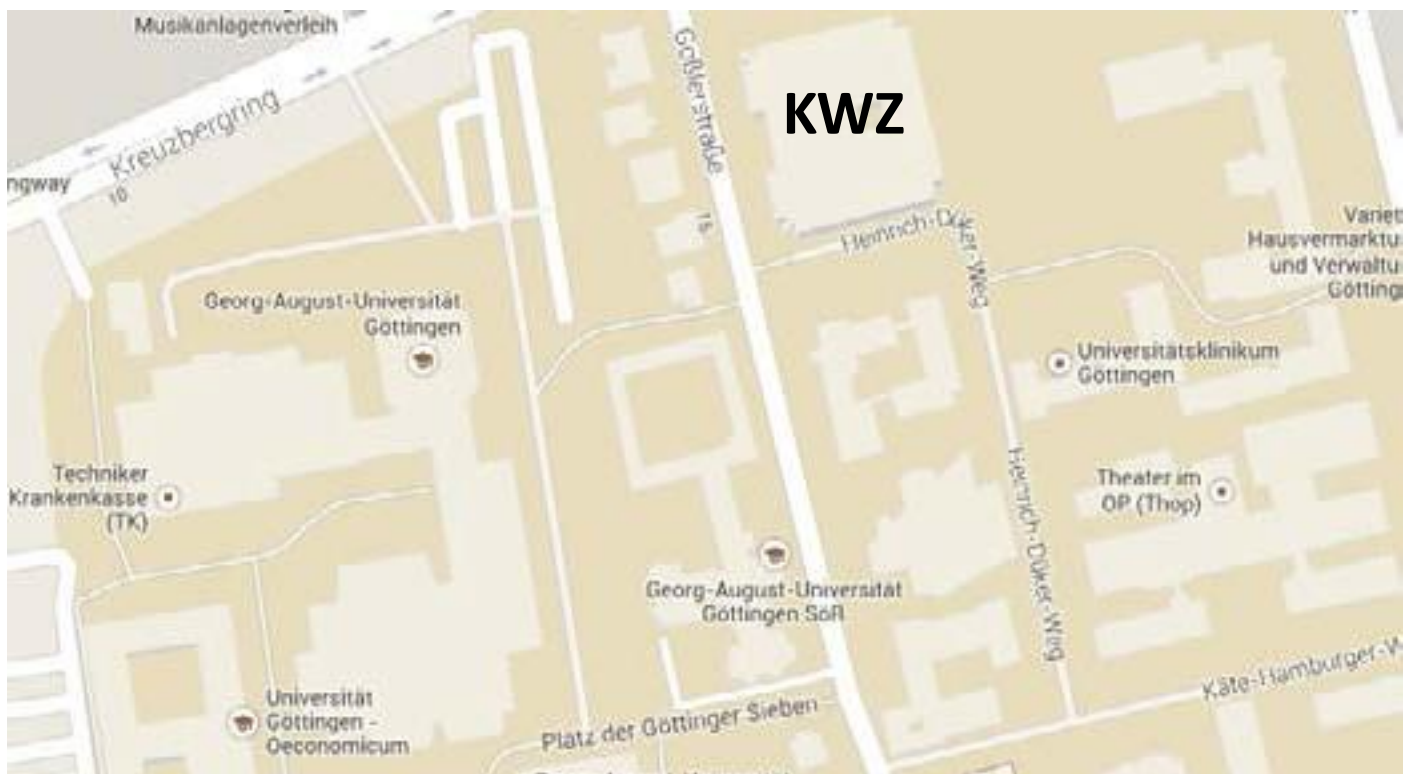 Musikanlagenverleih
Kreuzbergring
10
ngway
Goßlerstraße
KWZ
16
Heinrich-Düker-Weg
Variet
Hausvermarktu
und Verwaltu
Götting
Georg-August-Universität
Göttingen
Universitätsklinikum
Göttingen
Techniker
Krankenkasse
(TK)
Heinrich-Düker-Weg
Theater im
OP (Thop)
Georg-August-Universität
Göttingen SöR
Universität
Göttingen -
Oeconomicum
Platz der Göttinger Sieben
Käte-Hamburger-W